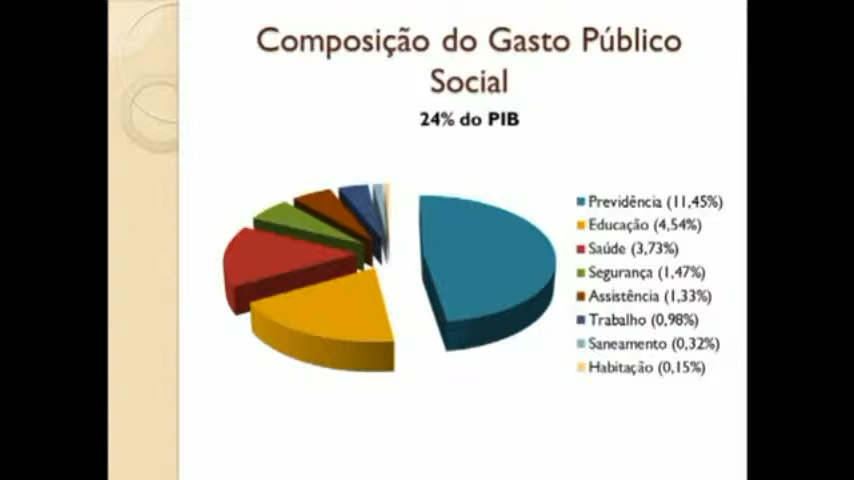 Composição do Gasto Público
Social
24% do PIB
Previdência (11,45%)
Educação (4,54%)
Saúde (3,73%)
Segurança (1,47%)
Assistência (1,33%)
Trabalho (0,98%)
Saneamento (0,32%)
Habitação (0,15%)